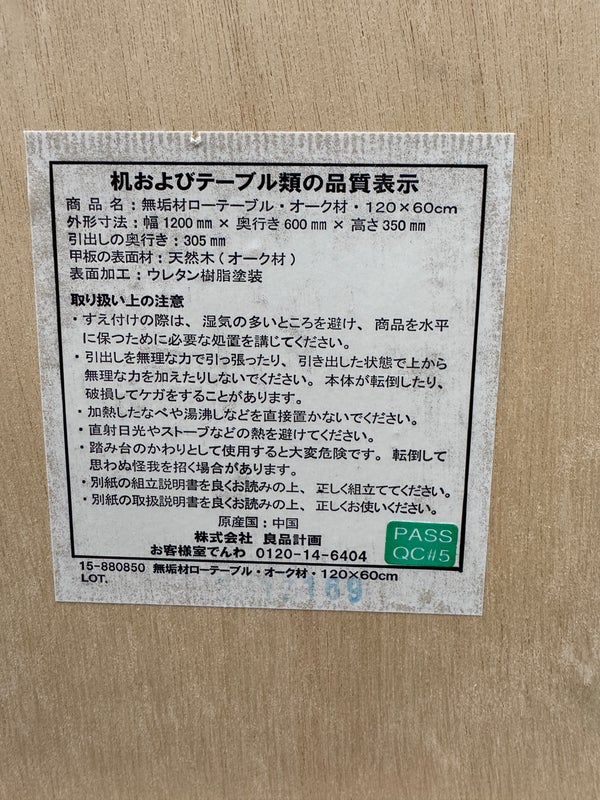 机およびテーブル類の品質表示
商品名：無垢材ローテーブル・オーク材・120×60cm
外形寸法：幅1200mm×奥行き600mm×高さ350mm
引出しの奥行き：305mm
甲板の表面材：天然木（オーク材）
表面加工：ウレタン樹脂塗装
取り扱い上の注意
・すえ付けの際は、湿気の多いところを避け、商品を水平
に保つために必要な処置を講じてください。
・引出しを無理な力で引っ張ったり、引き出した状態で上から
無理な力を加えたりしないでください。本体が転倒したり、
破損してケガをすることがあります。
・加熱したなべや湯沸しなどを直接置かないでください。
・直射日光やストーブなどの熱を避けてください。
・踏み台のかわりとして使用すると大変危険です。転倒して
思わぬ怪我を招く場合があります。
・別紙の組立説明書を良くお読みの上、正しく組立ててください。
・別紙の取扱説明書を良くお読みの上、正しくお使いください。
原産国：中国
株式会社 良品計画
お客様室でんわ 0120-14-6404
PASS
QC#5
15-880850 無垢材ローテーブル・オーク材・120×60cm
LOT.
169